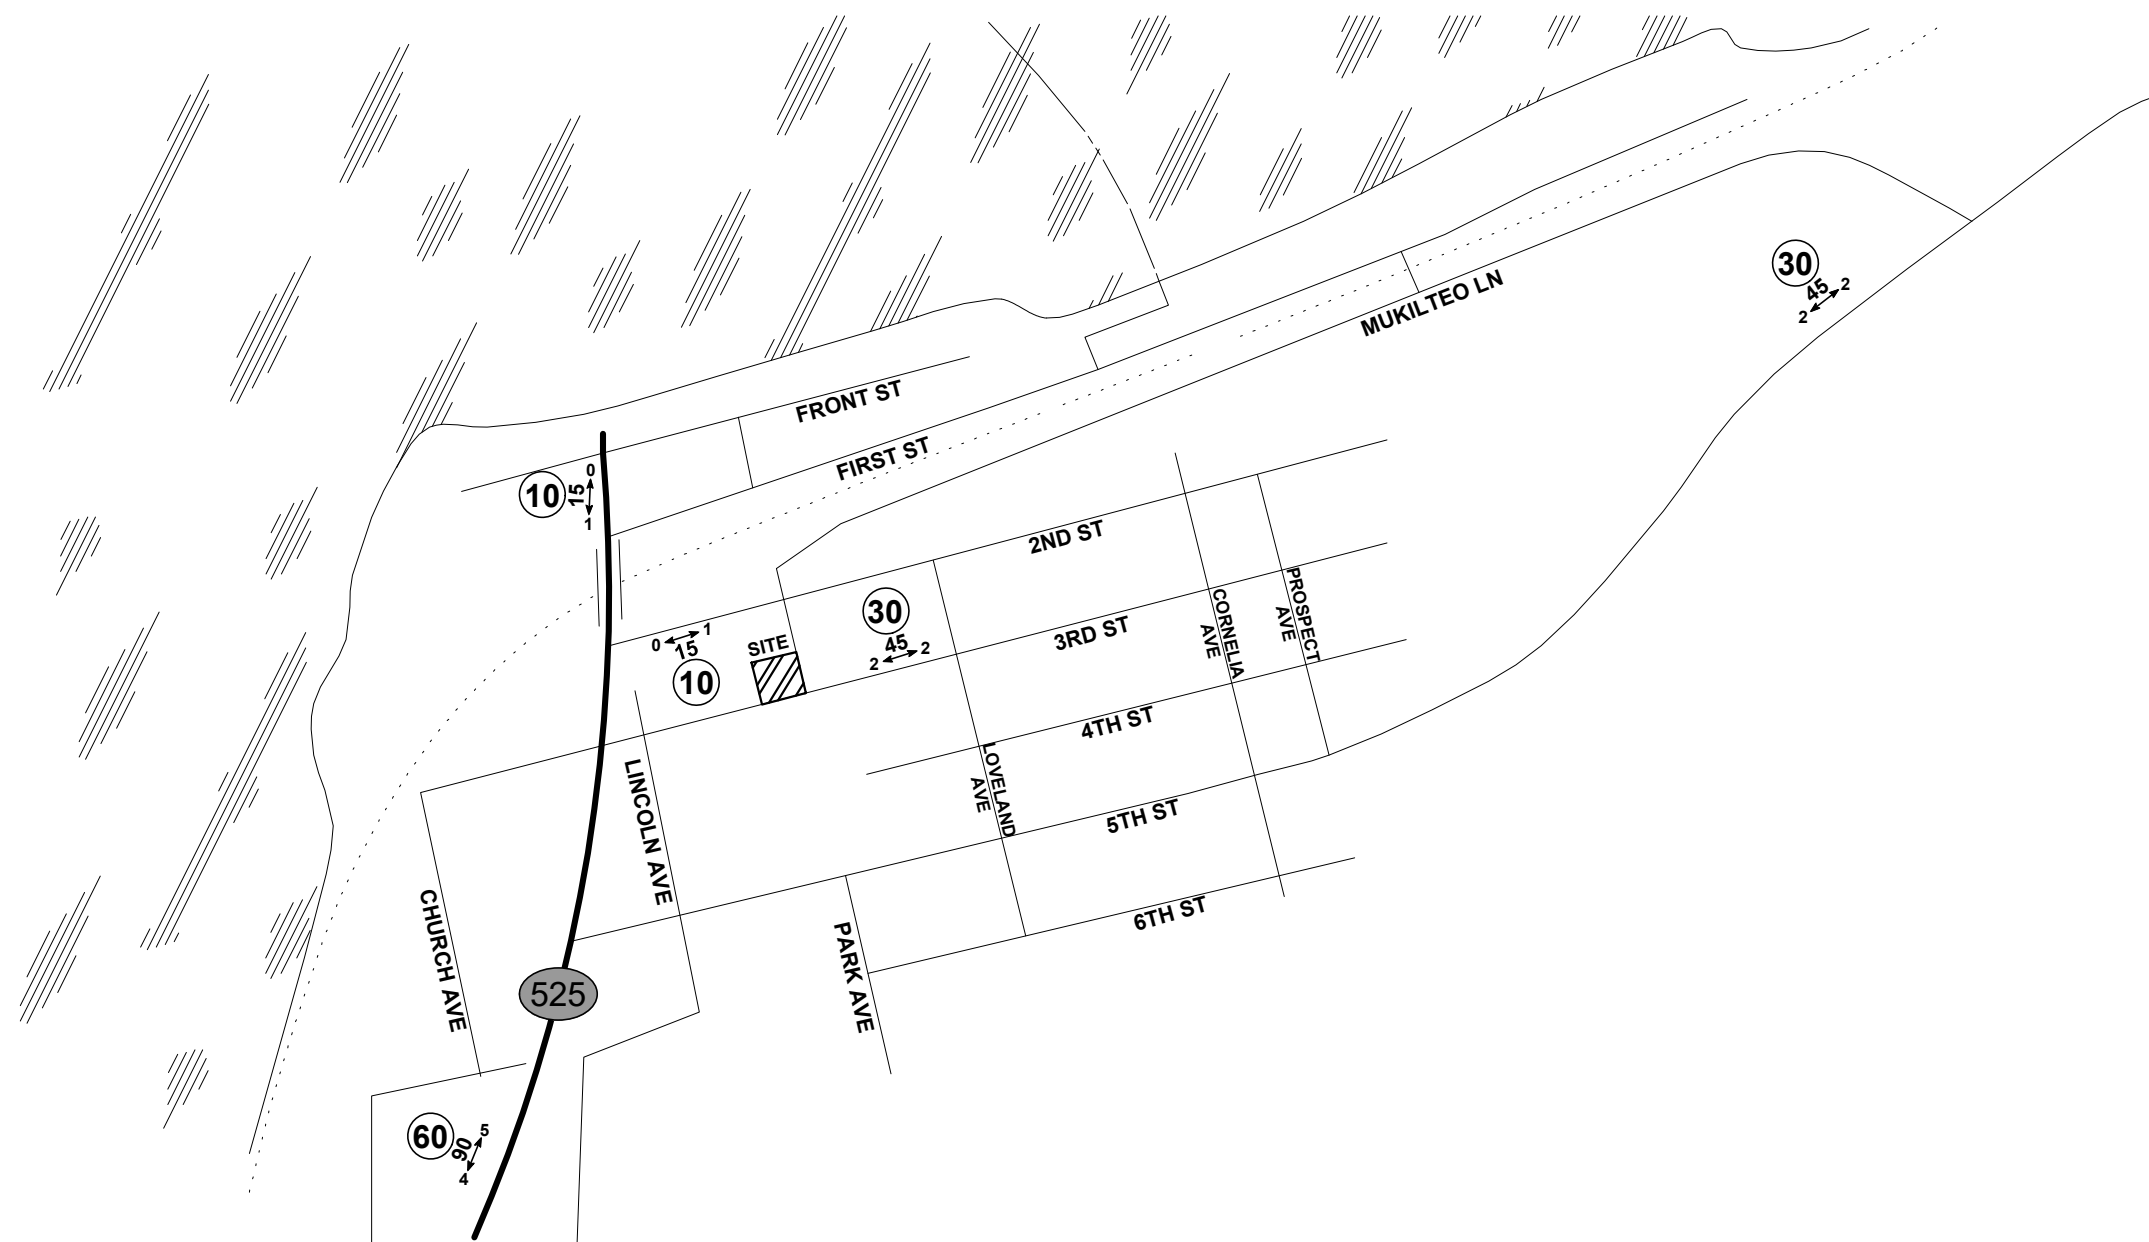 30
45
2
2
MUKILTEO LN
FRONT ST
FIRST ST
10
15
0
1
2ND ST
30
45
2
2
0
1
15
10
SITE
3RD ST
CORNELIA
AVE
PROSPECT
AVE
4TH ST
LOVELAND
AVE
5TH ST
LINCOLN AVE
CHURCH AVE
PARK AVE
6TH ST
525
60
90
5
4